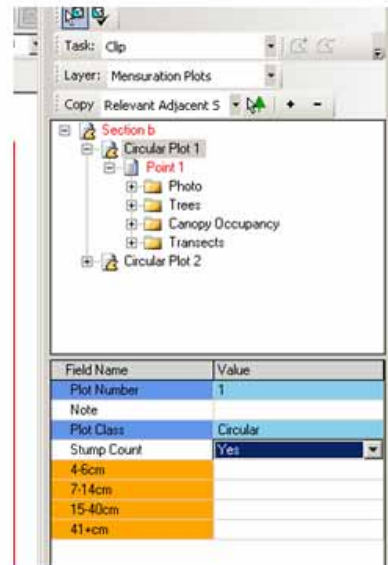 Task: Clip
Layer: Mensuration Plots
Copy Relevant Adjacent S + -
Section b
Circular Plot 1
Point 1
Photo
Trees
Canopy Occupancy
Transects
Circular Plot 2
Field Name Value
Plot Number 1
Note
Plot Class Circular
Stump Count Yes
4-6cm
7-14cm
15-40cm
41+cm